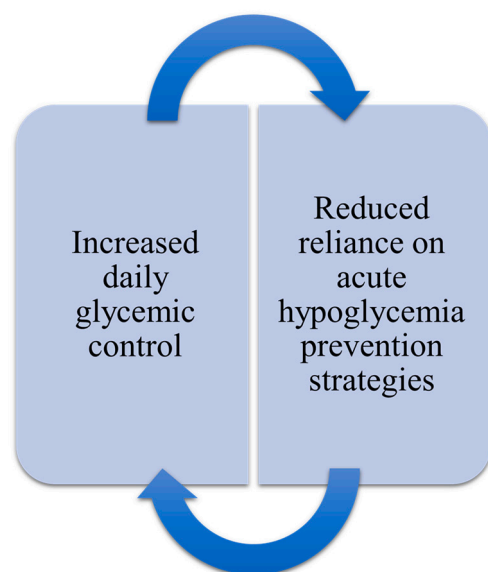 Increased
daily
glycemic
control
Reduced
reliance on
acute
hypoglycemia
prevention
strategies